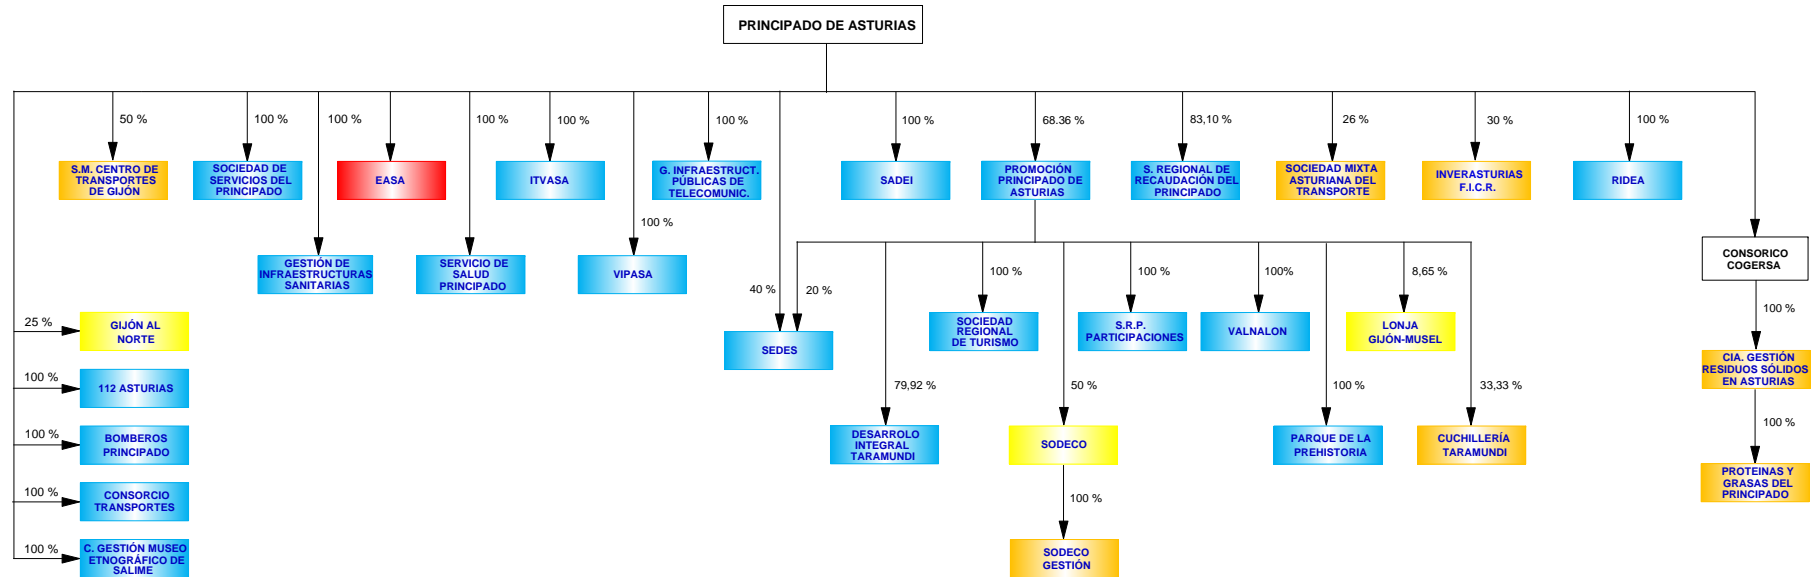 PRINCIPADO DE ASTURIAS
50 %
100 %
100 %
100 %
100 %
100 %
100 %
68.36 %
83,10 %
26 %
30 %
100 %
S.M. CENTRO DE
TRANSPORTES
DE GIJÓN
SOCIEDAD DE
SERVICIOS DEL
PRINCIPADO
EASA
ITVASA
G. INFRAESTRUCT.
PÚBLICAS DE
TELECOMUNIC.
SADEI
PROMOCIÓN
PRINCIPADO DE
ASTURIAS
S. REGIONAL DE
RECAUDACIÓN DEL
PRINCIPADO
SOCIEDAD MIXTA
ASTURIANA DEL
TRANSPORTE
INVERASTURIAS
F.I.C.R.
RIDEA
100 %
GESTIÓN DE
INFRAESTRUCTURAS
SANITARIAS
SERVICIO DE
SALUD
PRINCIPADO
VIPASA
CONSORICO
COGERSA
40 %
20 %
100 %
100 %
100%
8,65 %
100 %
25 %
GIJÓN AL
NORTE
SEDES
SOCIEDAD
REGIONAL
DE TURISMO
S.R.P.
PARTICIPACIONES
VALNALON
LONJA
GIJÓN-MUSEL
CIA. GESTIÓN
RESIDUOS SÓLIDOS
EN ASTURIAS
100 %
112 ASTURIAS
79,92 %
50 %
100 %
33,33 %
100 %
100 %
BOMBEROS
PRINCIPADO
DESARROLO
INTEGRAL
TARAMUNDI
SODECO
PARQUE DE LA
PREHISTORIA
CUCHILLERÍA
TARAMUNDI
PROTEINAS Y
GRASAS DEL
PRINCIPADO
100 %
CONSORCIO
TRANSPORTES
100 %
100 %
C. GESTIÓN MUSEO
ETNOGRÁFICO DE
SALIME
SODECO
GESTIÓN